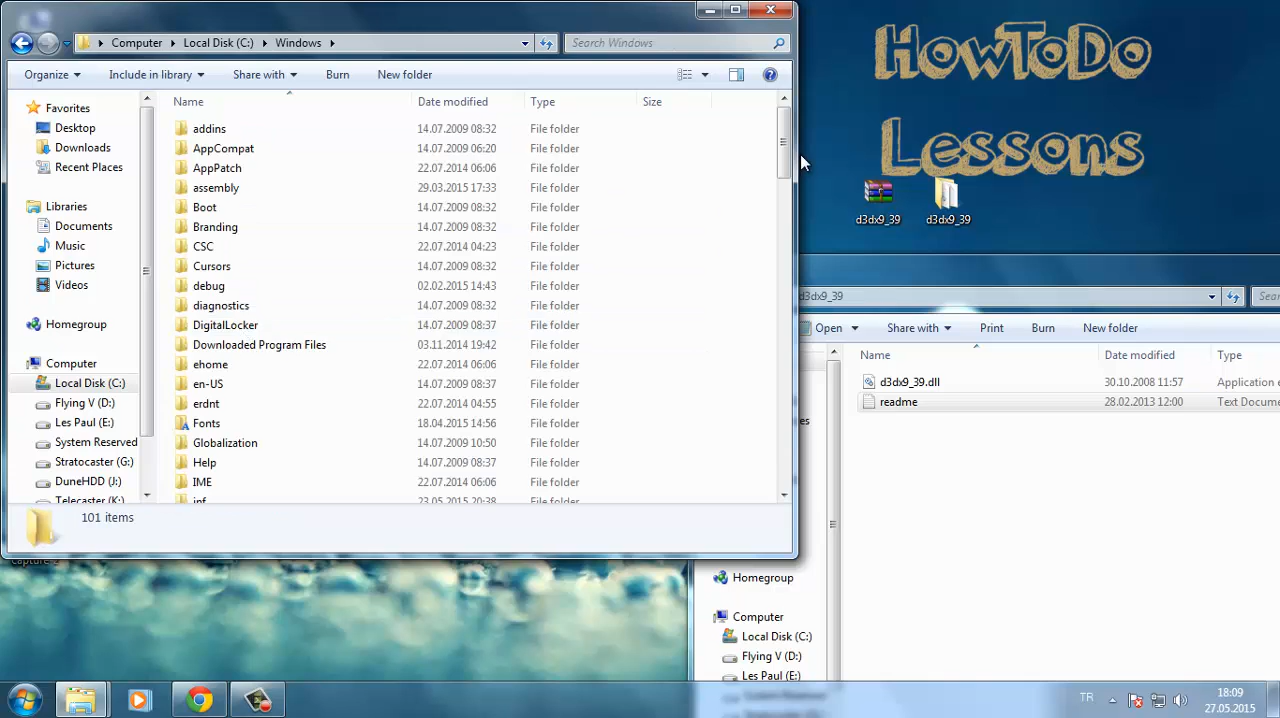 Computer Local Disk (C:) Windows
Search Windows
Organize Include in library Share with Burn New folder
Name Date modified Type Size
Favorites
Desktop
Downloads
Recent Places
Libraries
Documents
Music
Pictures
Videos
Homegroup
Computer
Local Disk (C:)
Flying V (D:)
Les Paul (E:)
System Reserved
Stratocaster (G:)
DuneHDD (J:)
Telecaster (K:)
addins 14.07.2009 08:32 File folder
AppCompat 14.07.2009 06:20 File folder
AppPatch 22.07.2014 06:06 File folder
assembly 29.03.2015 17:33 File folder
Boot 14.07.2009 08:32 File folder
Branding 14.07.2009 08:32 File folder
CSC 22.07.2014 04:23 File folder
Cursors 14.07.2009 08:32 File folder
debug 02.02.2015 14:43 File folder
diagnostics 14.07.2009 08:32 File folder
DigitalLocker 14.07.2009 08:37 File folder
Downloaded Program Files 03.11.2014 19:42 File folder
ehome 22.07.2014 06:06 File folder
en-US 14.07.2009 08:37 File folder
erdnt 22.07.2014 04:55 File folder
Fonts 18.04.2015 14:56 File folder
Globalization 14.07.2009 10:50 File folder
Help 14.07.2009 08:37 File folder
IME 22.07.2014 06:06 File folder
inf 23.05.2015 20:38 File folder
101 items
HowToDo
Lessons
d3dx9_39 d3dx9_39
d3dx9_39
Open Share with Print Burn New folder
Name Date modified Type
d3dx9_39.dll 30.10.2008 11:57 Application e
readme 28.02.2013 12:00 Text Docume
Homegroup
Computer
Local Disk (C:)
Flying V (D:)
Les Paul (E:)
TR
18:09
27.05.2015